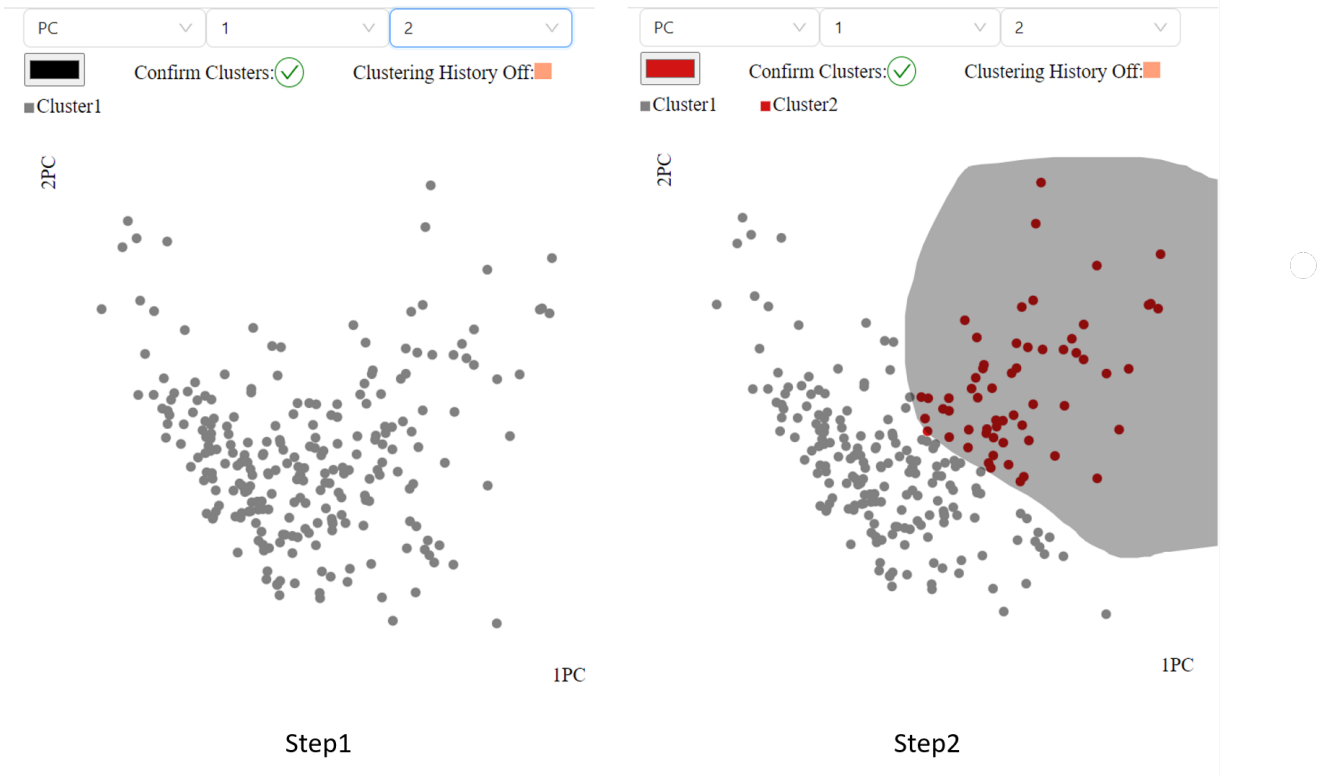 PC 1 2
Confirm Clusters: Clustering History Off:
Cluster1
2PC
1PC
Step1
PC 1 2
Confirm Clusters: Clustering History Off:
Cluster1 Cluster2
2PC
1PC
Step2